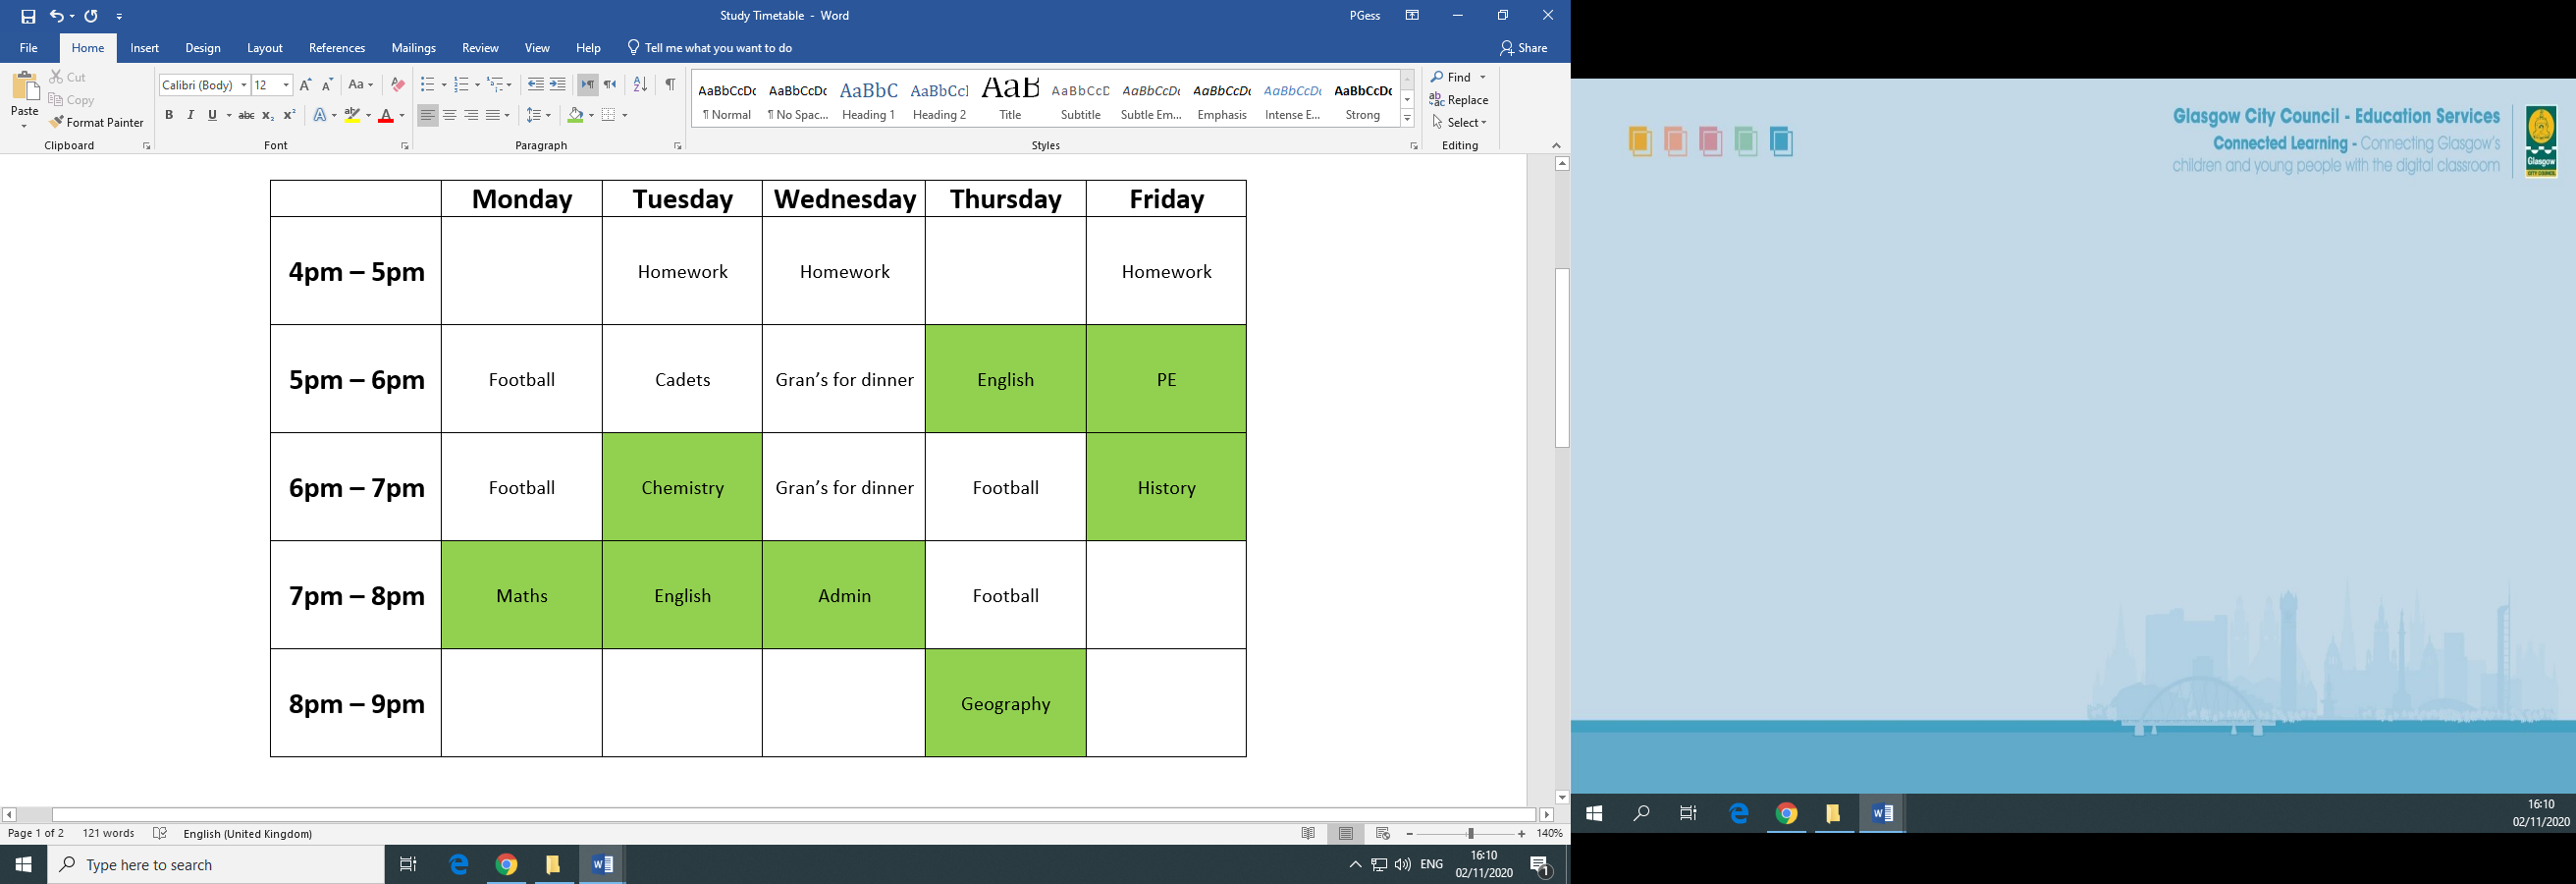 Study Timetable - Word
PGess
File Home Insert Design Layout References Mailings Review View Help Tell me what you want to do Share
Paste
Cut
Copy
Format Painter
Clipboard
Calibri (Body) 12
Font
Paragraph
AaBbCcDc AaBbCcDc AaBbC AaBbCcl AaB AaBbCcD AaBbCcDc AaBbCcDc AaBbCcDc AaBbCcDc
¶ Normal ¶ No Spac... Heading 1 Heading 2 Title Subtitle Subtle Em... Emphasis Intense E... Strong
Styles
Find
Replace
Select
Editing
Monday Tuesday Wednesday Thursday Friday
4pm – 5pm Homework Homework Homework
5pm – 6pm Football Cadets Gran’s for dinner English PE
6pm – 7pm Football Chemistry Gran’s for dinner Football History
7pm – 8pm Maths English Admin Football
8pm – 9pm Geography
Page 1 of 2 121 words English (United Kingdom) 140%
Type here to search
ENG
16:10
02/11/2020
1
Glasgow City Council - Education Services
Connected Learning - Connecting Glasgow's
children and young people with the digital classroom
Glasgow
CITY COUNCIL
16:10
02/11/2020